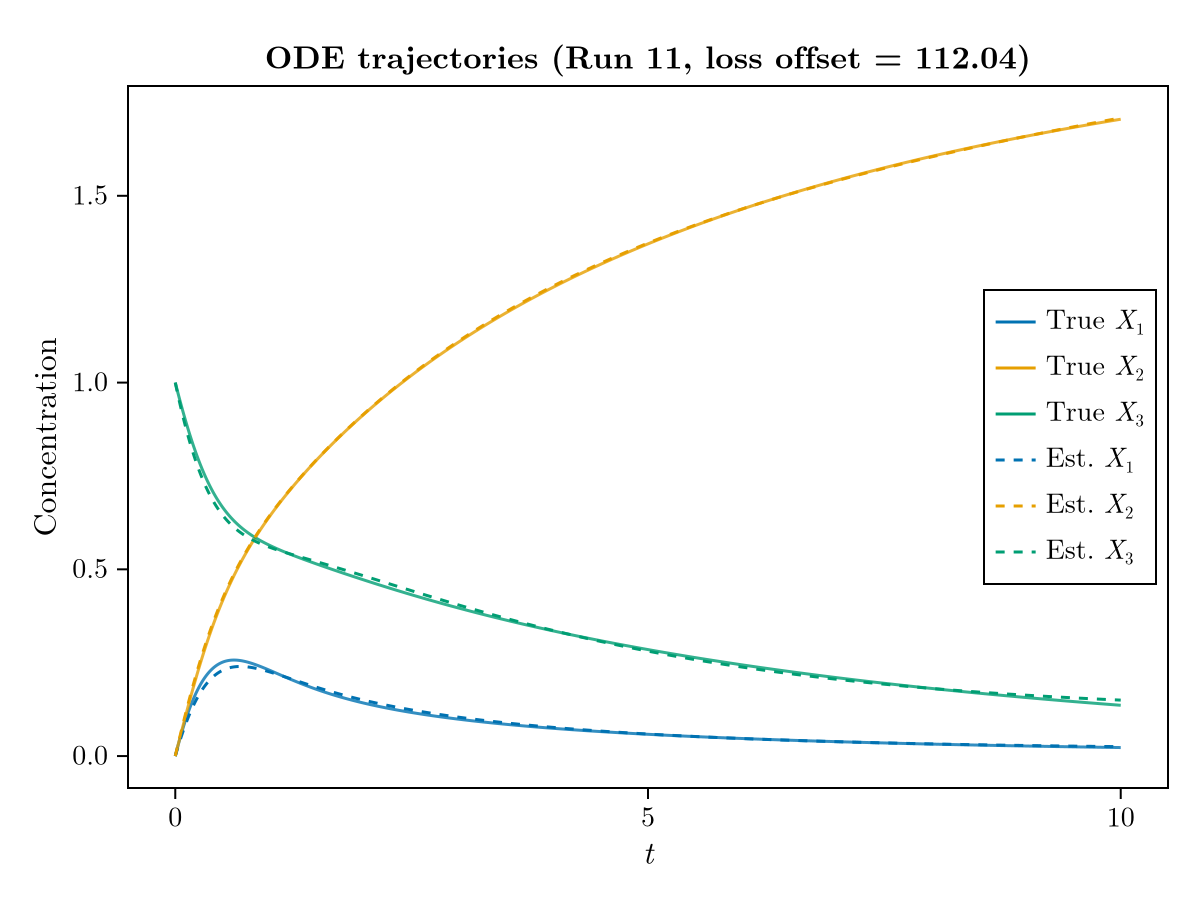 ODE trajectories (Run 11, loss offset = 112.04)
Concentration
1.5
1.0
0.5
0.0
0
5
10
t
True X₁
True X₂
True X₃
Est. X₁
Est. X₂
Est. X₃